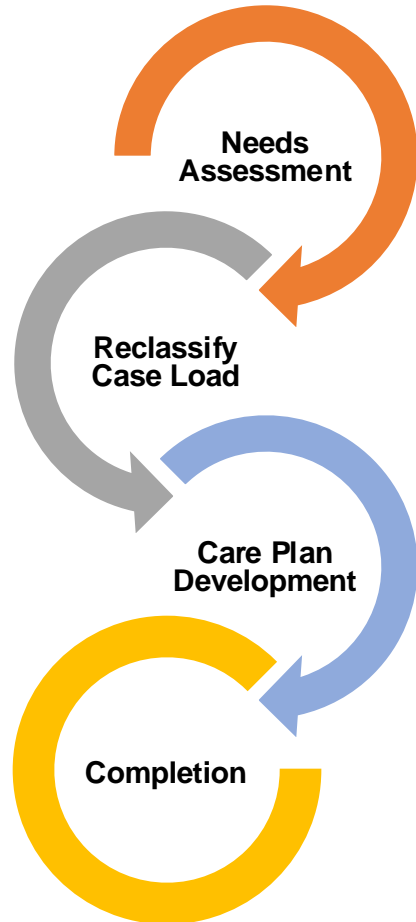 Needs
Assessment
Reclassify
Case Load
Care Plan
Development
Completion